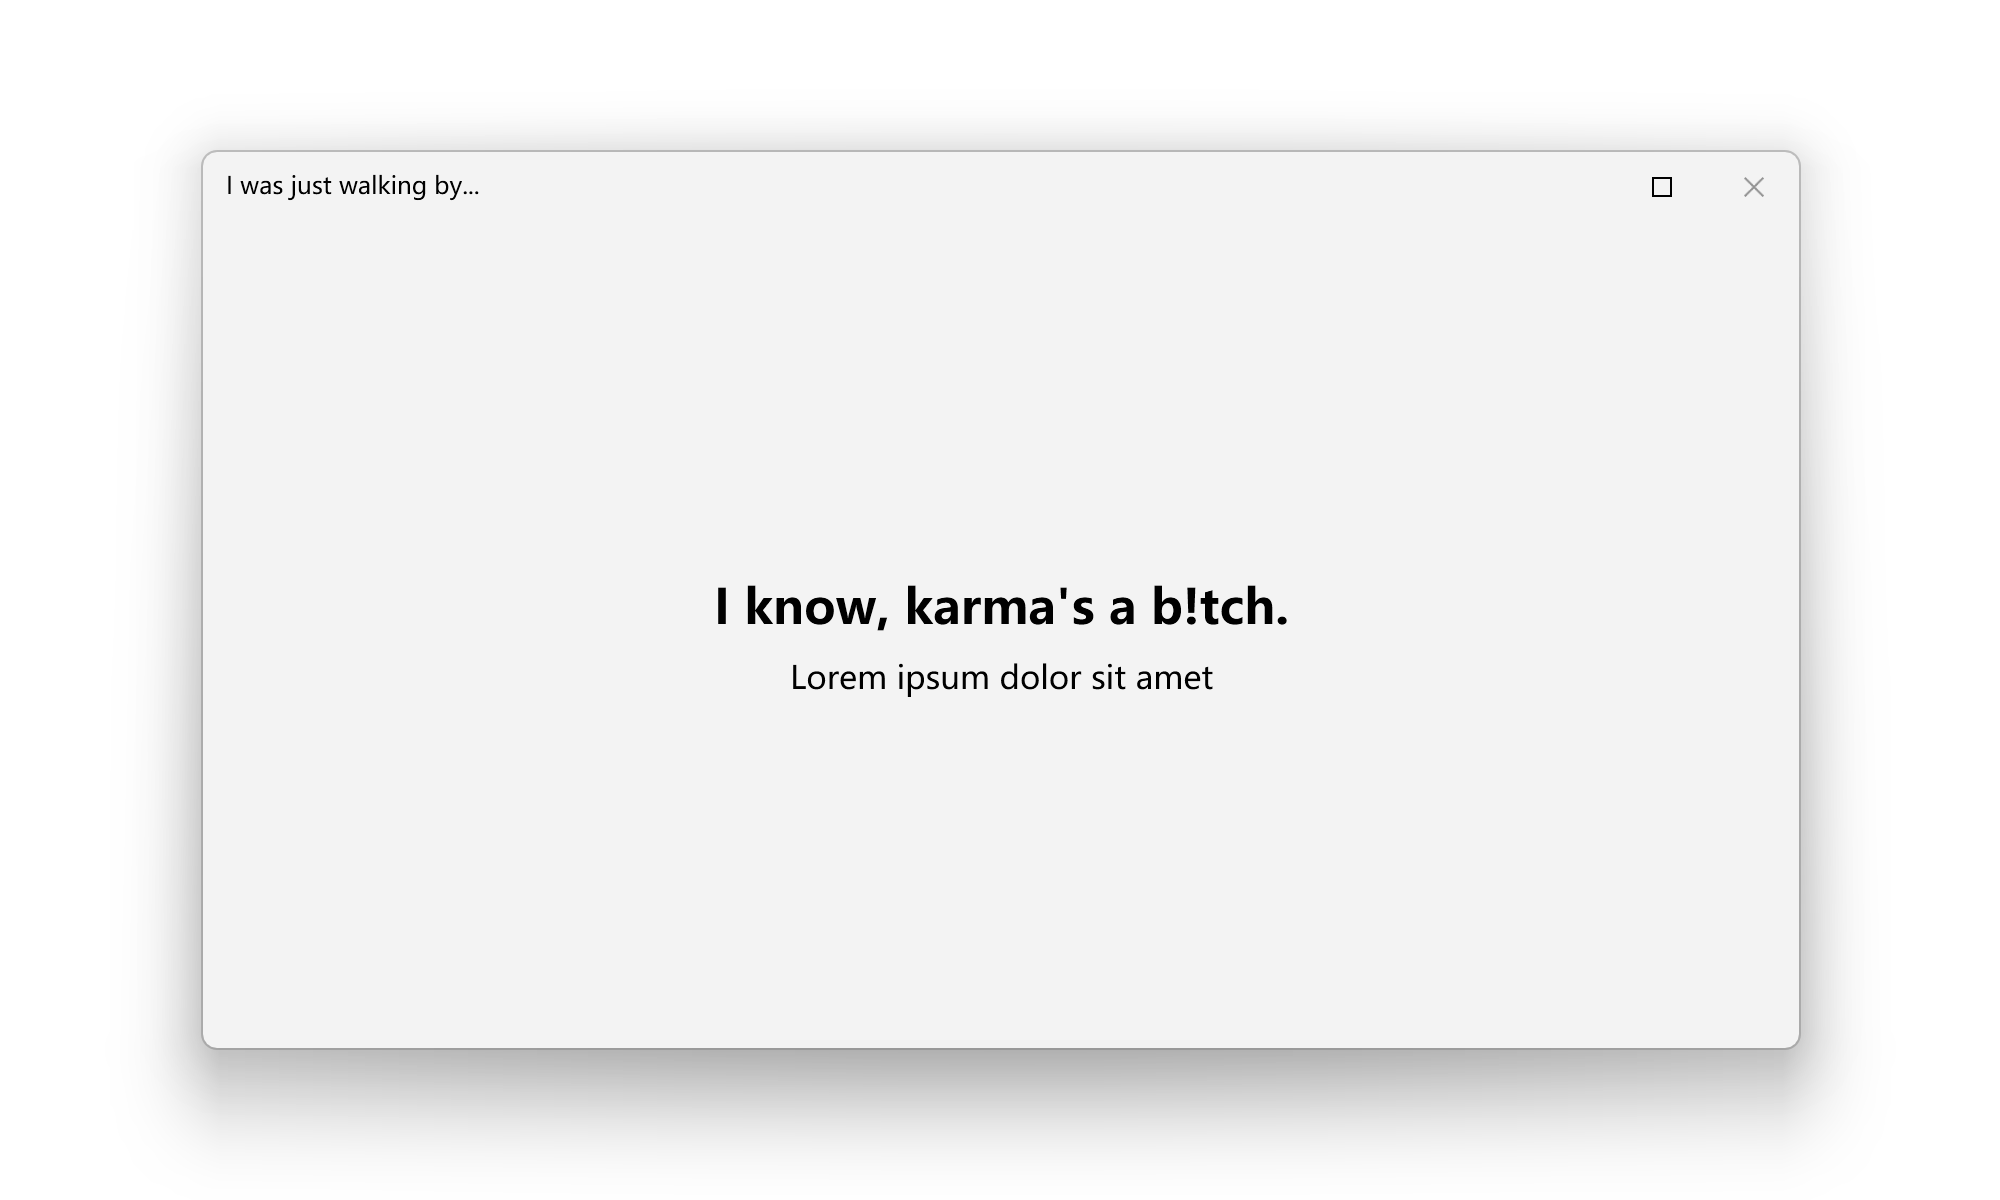 I was just walking by...
I know, karma's a b!tch.
Lorem ipsum dolor sit amet